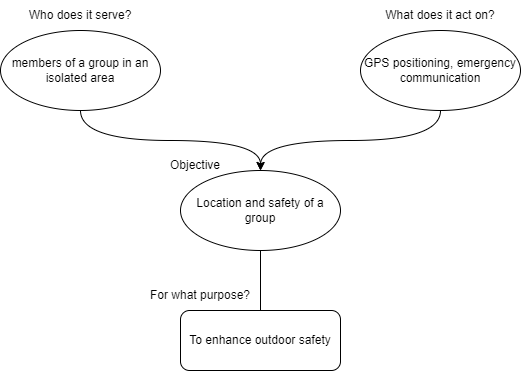 Who does it serve?
What does it act on?
members of a group in an
isolated area
GPS positioning, emergency
communication
Objective
Location and safety of a
group
For what purpose?
To enhance outdoor safety